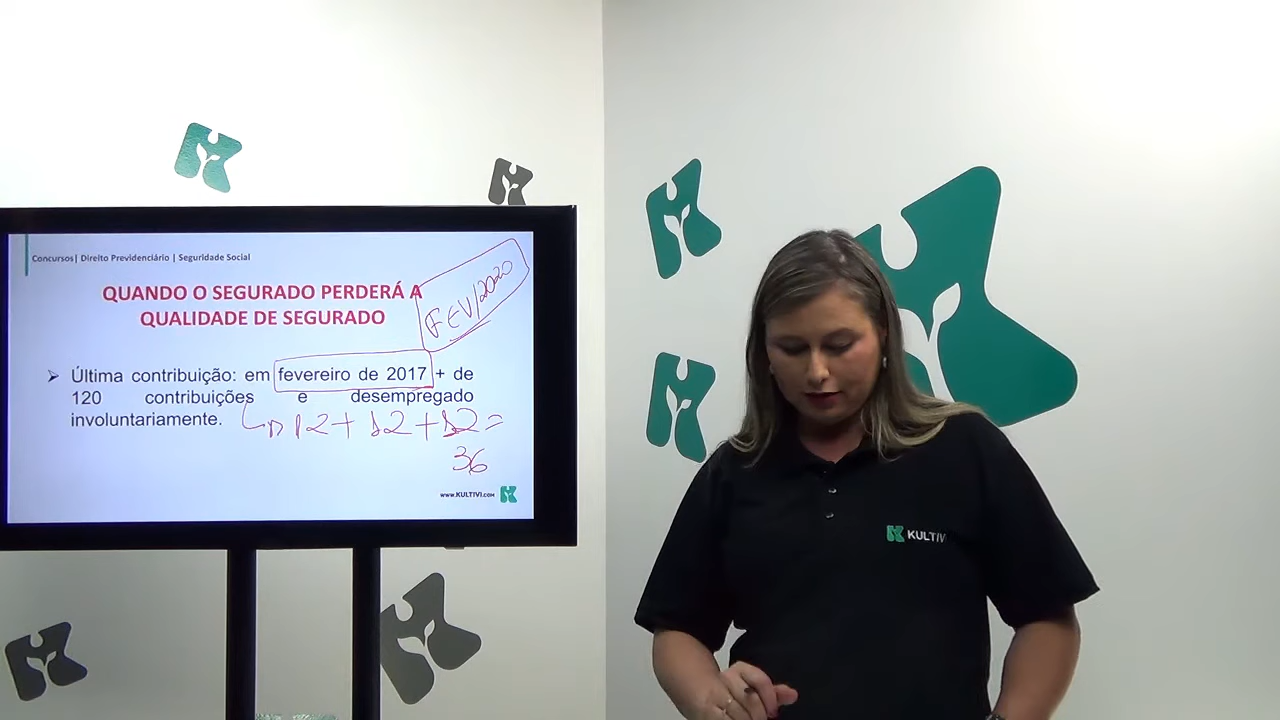 Concursos| Direito Previdenciário | Seguridade Social
QUANDO O SEGURADO PERDERÁ A
QUALIDADE DE SEGURADO
FEV/2020
Última contribuição: em fevereiro de 2017 + de
120 contribuições e desempregado
involuntariamente.
12+ 12+12=
36
www.KULTIVI.com
KULTIVI